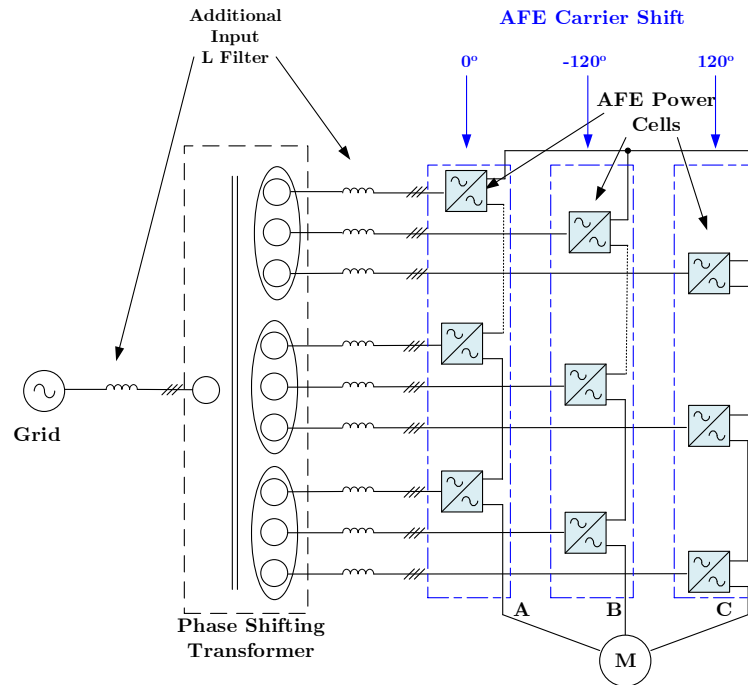 Additional
Input
L Filter
AFE Carrier Shift
0º
-120º
120º
AFE Power
Cells
Grid
Phase Shifting
Transformer
A
B
C
M